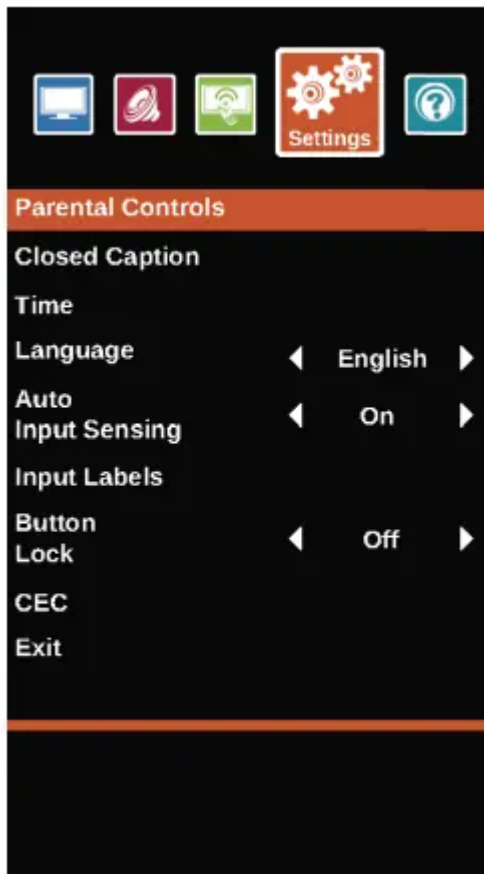 Settings
Parental Controls
Closed Caption
Time
Language English
Auto
Input Sensing On
Input Labels
Button
Lock Off
CEC
Exit